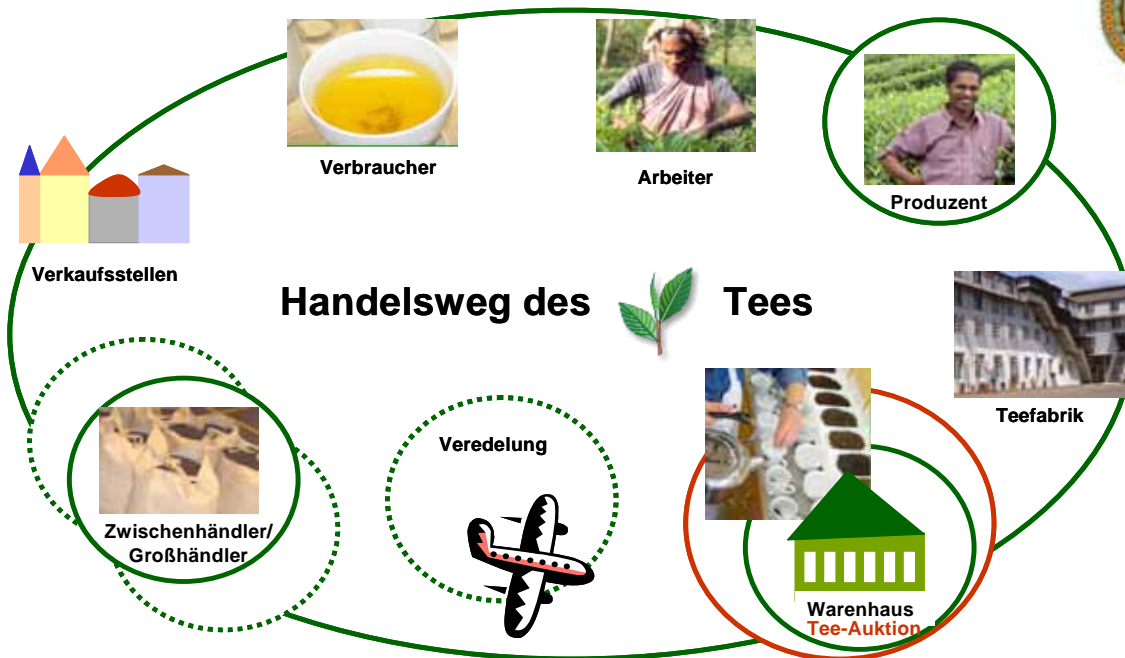 Verbraucher
Arbeiter
Produzent
Verkaufsstellen
Handelsweg des Tees
Teefabrik
Veredelung
Zwischenhändler/
Großhändler
Warenhaus
Tee-Auktion